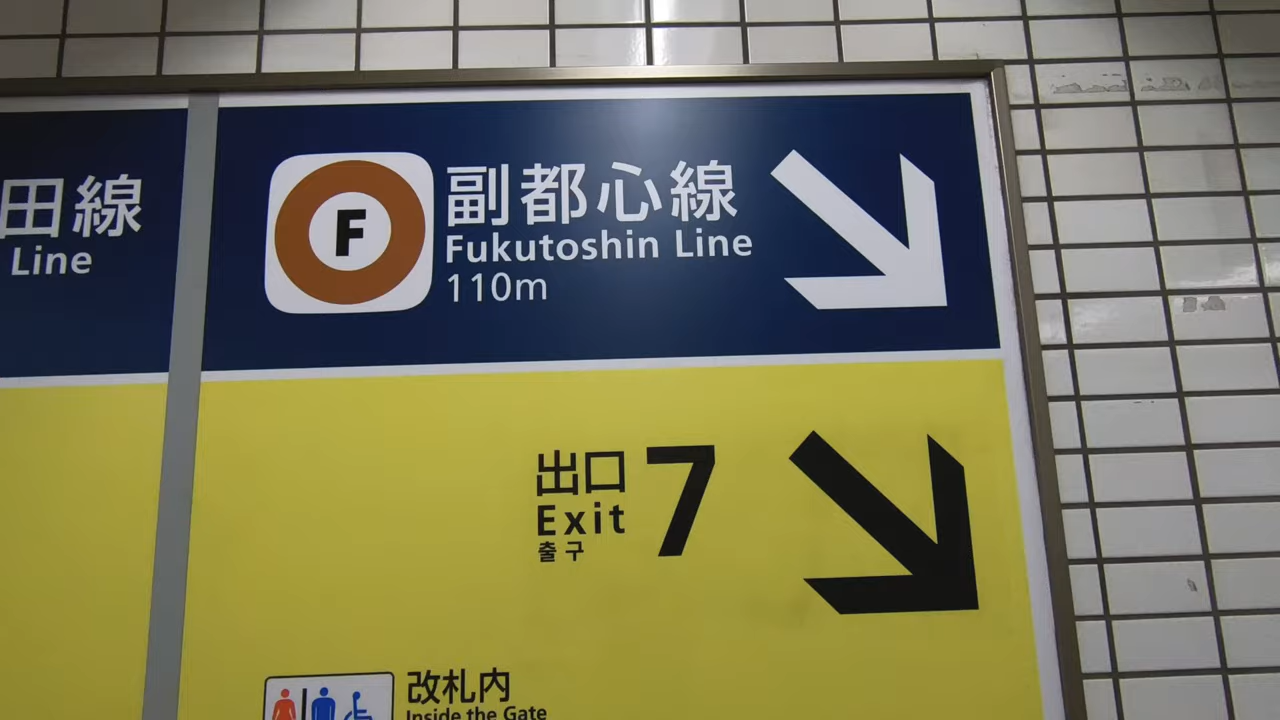 田線
Line
F
副都心線
Fukutoshin Line
110m
出口
Exit
출구
7
改札内
Inside the Gate